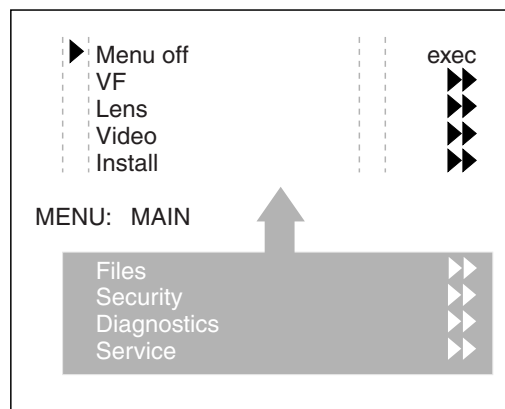 Menu off exec
VF
Lens
Video
Install
MENU: MAIN
Files
Security
Diagnostics
Service